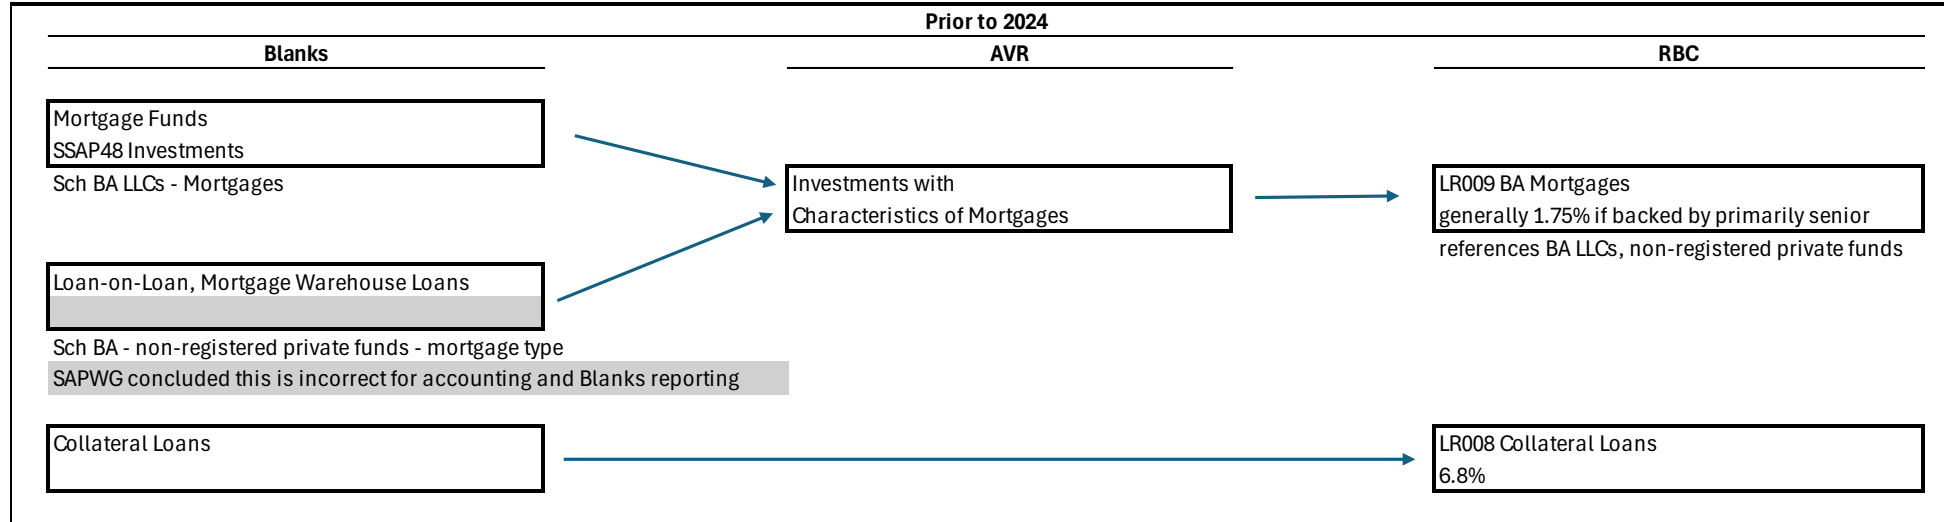 Prior to 2024
Blanks
AVR
RBC
Mortgage Funds
SSAP48 Investments
Sch BA LLCs - Mortgages
Investments with
Characteristics of Mortgages
LR009 BA Mortgages
generally 1.75% if backed by primarily senior
references BA LLCs, non-registered private funds
Loan-on-Loan, Mortgage Warehouse Loans
Sch BA - non-registered private funds - mortgage type
SAPWG concluded this is incorrect for accounting and Blanks reporting
Collateral Loans
LR008 Collateral Loans
6.8%